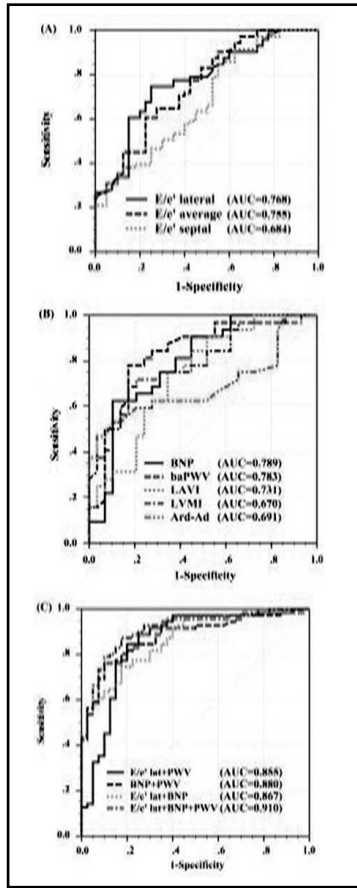 (A)
1.0
.8
.6
.4
.2
0.0
Sensitivity
E/e' lateral (AUC=0.768)
E/e' average (AUC=0.755)
E/e' septal (AUC=0.684)
0.0 .2 .4 .6 .8 1.0
1-Specificity
(B)
1.0
.8
.6
.4
.2
0.0
Sensitivity
BNP (AUC=0.789)
baPWV (AUC=0.783)
LAVI (AUC=0.731)
LVMI (AUC=0.670)
Ard-Ad (AUC=0.691)
0.0 .2 .4 .6 .8 1.0
1-Specificity
(C)
1.0
.8
.6
.4
.2
0.0
Sensitivity
E/e' lat+PWV (AUC=0.855)
BNP+PWV (AUC=0.880)
E/e' lat+BNP (AUC=0.867)
E/e' lat+BNP+PWV (AUC=0.910)
0.0 .2 .4 .6 .8 1.0
1-Specificity